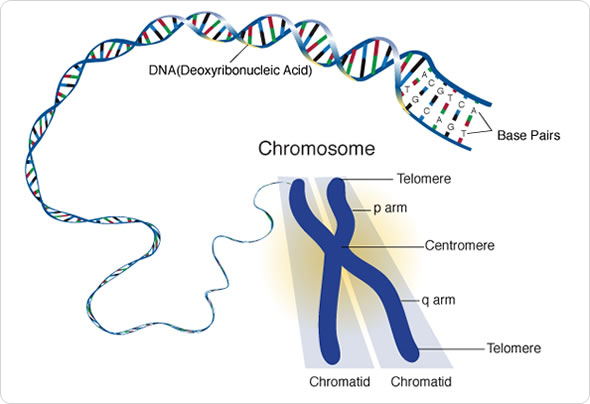 DNA(Deoxyribonucleic Acid)
A C G T C A
T G C A G T
Base Pairs
Chromosome
Telomere
p arm
Centromere
q arm
Telomere
Chromatid Chromatid